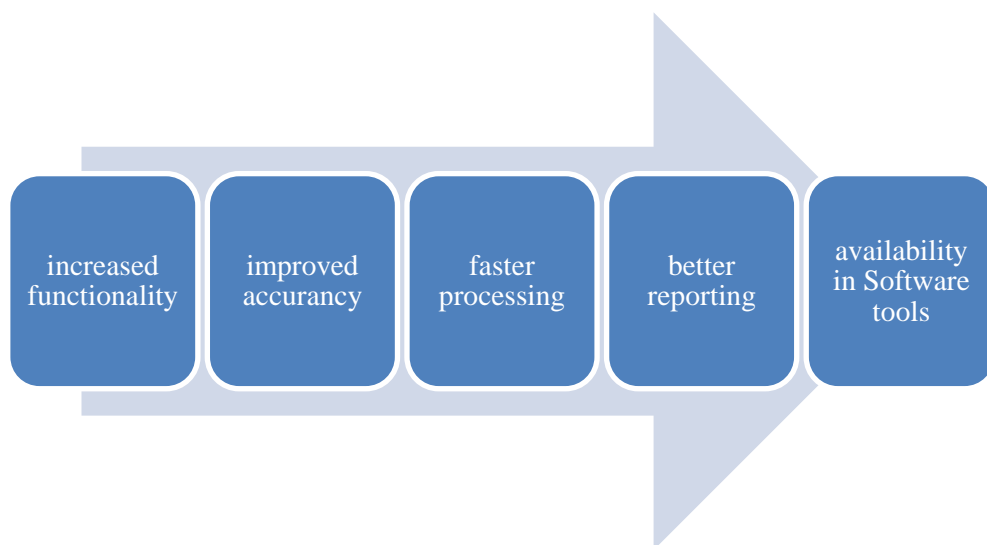 increased
functionality
improved
accurancy
faster
processing
better
reporting
availability
in Software
tools